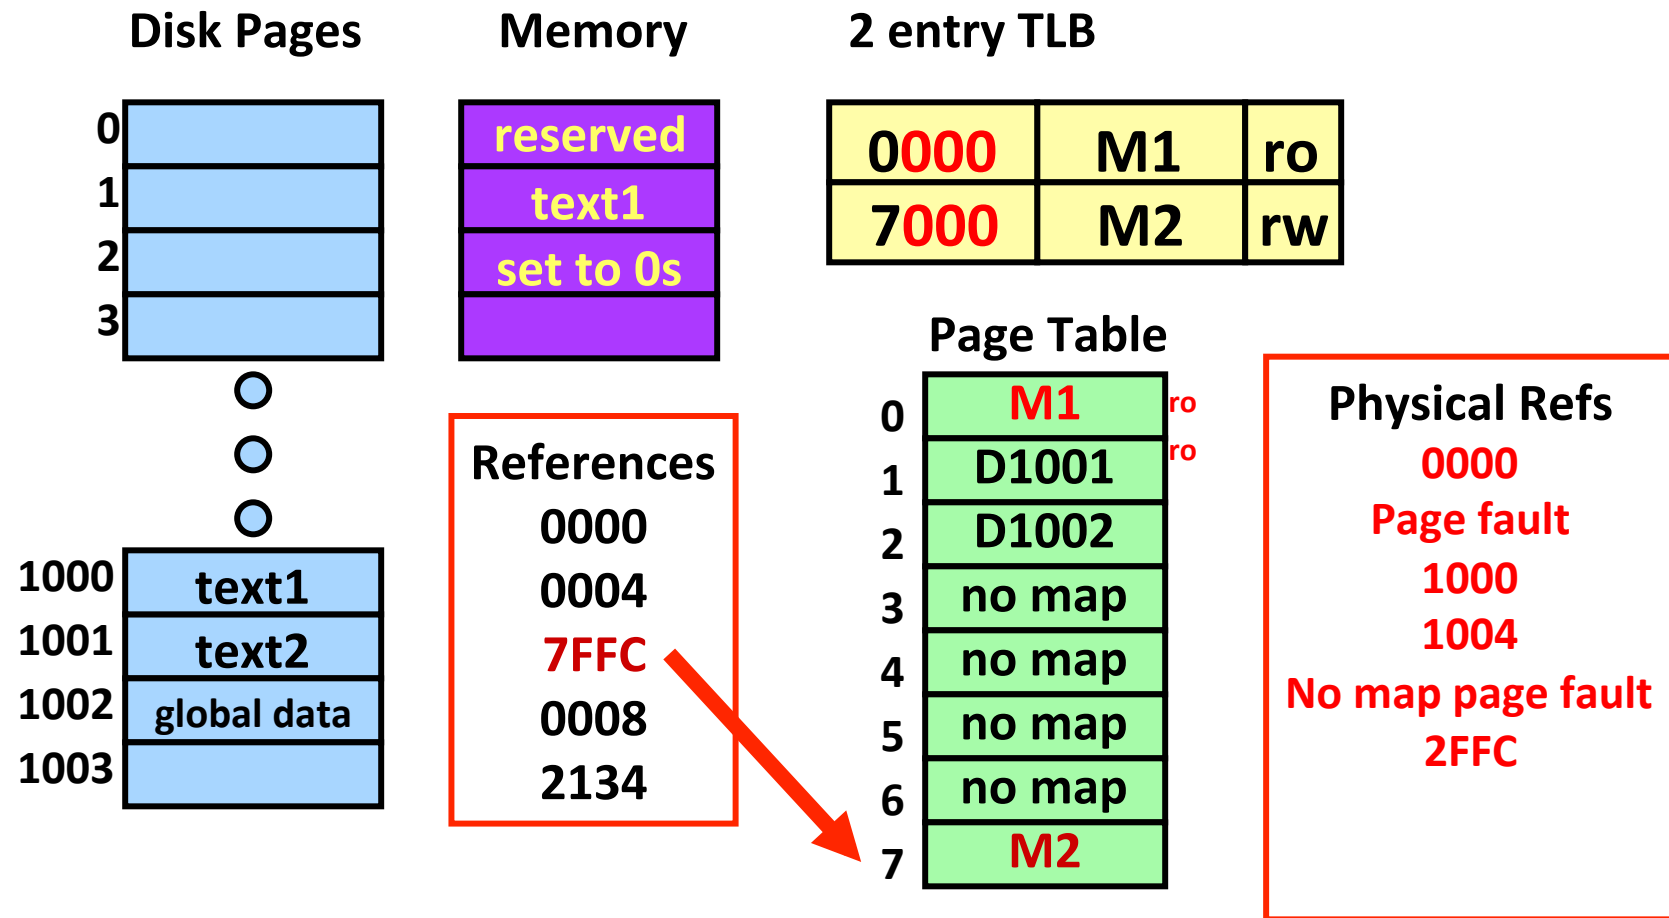 Disk Pages
Memory
2 entry TLB
0
1
2
3
1000 text1
1001 text2
1002 global data
1003
reserved
text1
set to 0s
0000 M1 ro
7000 M2 rw
References
0000
0004
7FFC
0008
2134
Page Table
0 M1 ro
1 D1001 ro
2 D1002
3 no map
4 no map
5 no map
6 no map
7 M2
Physical Refs
0000
Page fault
1000
1004
No map page fault
2FFC